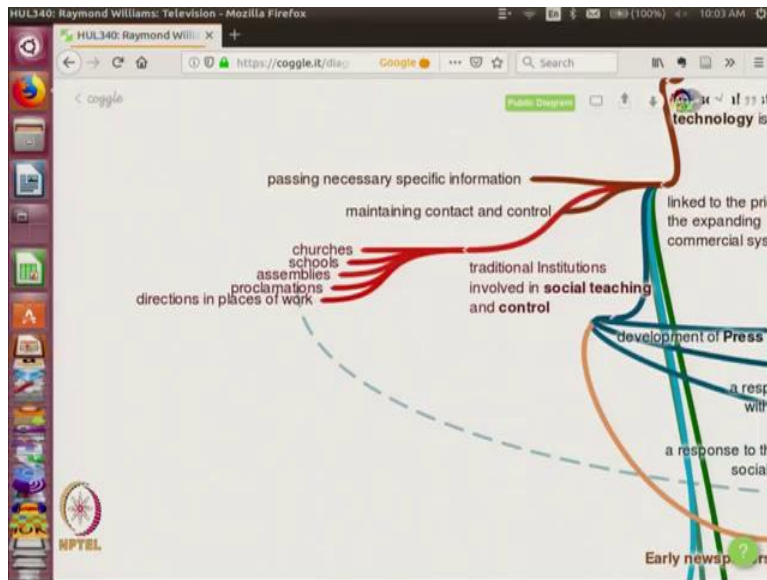 HUL340: Raymond Williams: Television - Mozilla Firefox
En
(100%)
10:03 AM
HUL340: Raymond Willi
https://coggle.it/diag
Google
Search
coggle
Public Diagram
technology is
passing necessary specific information
maintaining contact and control
linked to the pri
the expanding
commercial sys
churches
schools
assemblies
proclamations
directions in places of work
traditional Institutions
involved in social teaching
and control
development of Press
a resp
with
a response to th
social
Early newsp rs
?
NPTEL